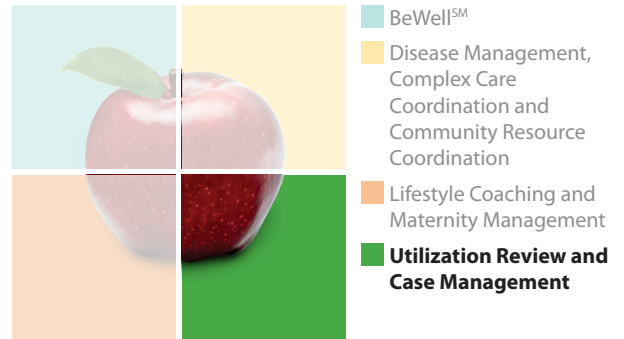 BeWell℠
Disease Management,
Complex Care
Coordination and
Community Resource
Coordination
Lifestyle Coaching and
Maternity Management
Utilization Review and
Case Management